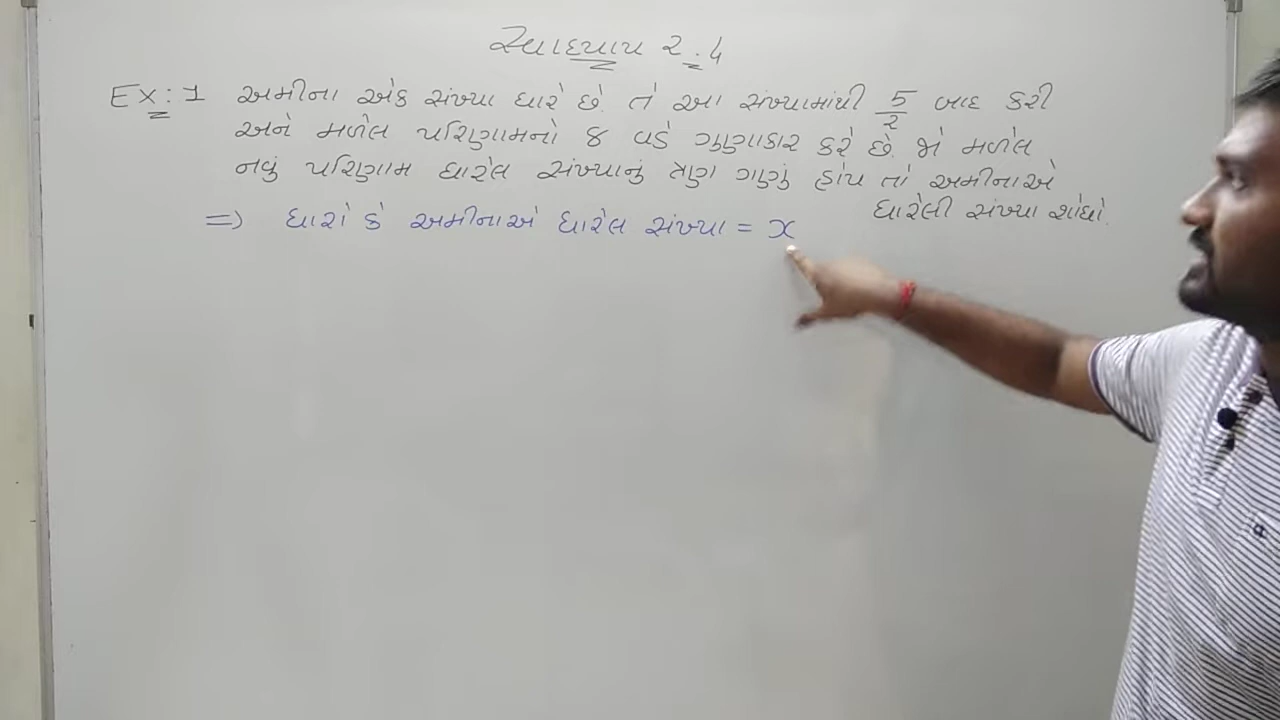 સ્વાધ્યાય ૨.૪
Ex:1 અમીના એક સંખ્યા ધારે છે. તે આ સંખ્યામાંથી 5/2 બાદ કરી
અને મળેલ પરિણામનો ૪ વડે ગુણાકાર કરે છે. જો મળેલ
નવું પરિણામ ધારેલ સંખ્યાનું ત્રણ ગણું હોય તો અમીનાએ
ધારેલી સંખ્યા શોધો.
=> ધારો કે અમીનાએ ધારેલ સંખ્યા = x